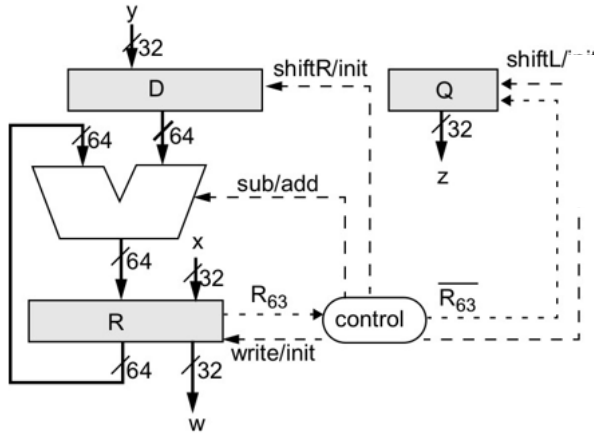 y
32
shiftR/init
shiftL/
D
Q
64
64
32
z
sub/add
64
x
32
R63
R
control
R63
write/init
64
32
w